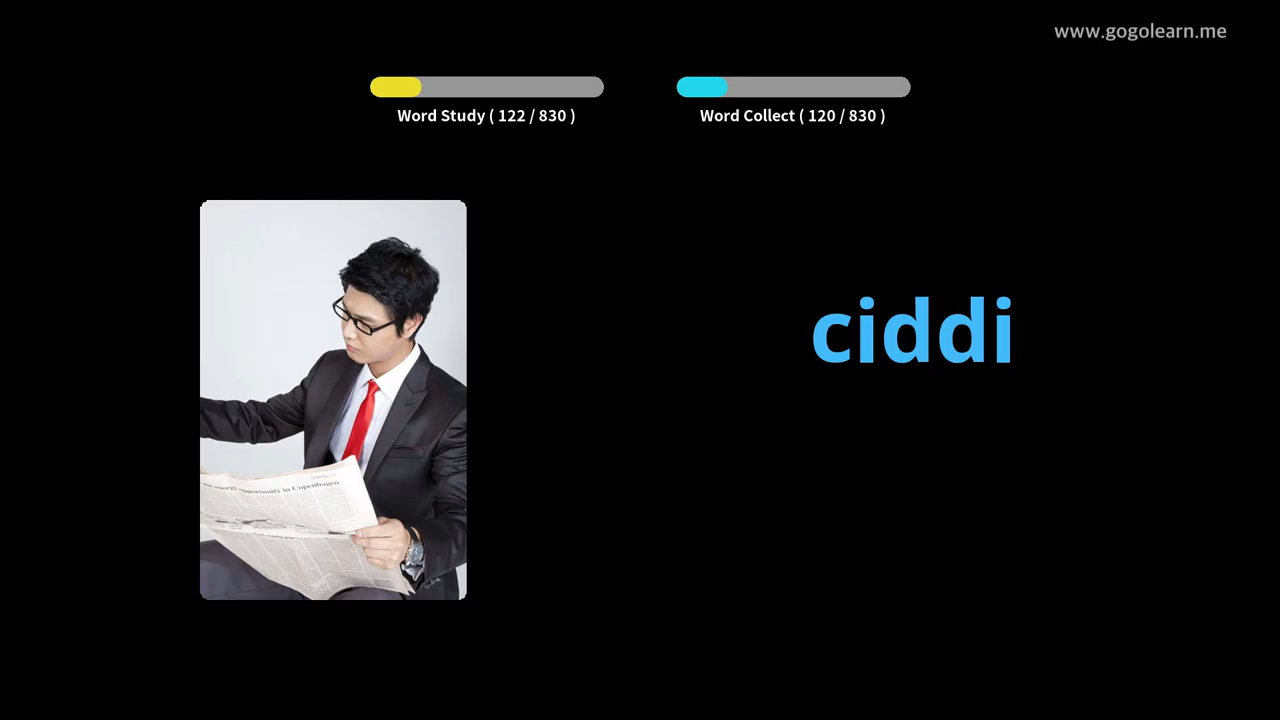 www.gogolearn.me
Word Study ( 122 / 830 )
Word Collect ( 120 / 830 )
ciddi
opportunity in Copenhagen